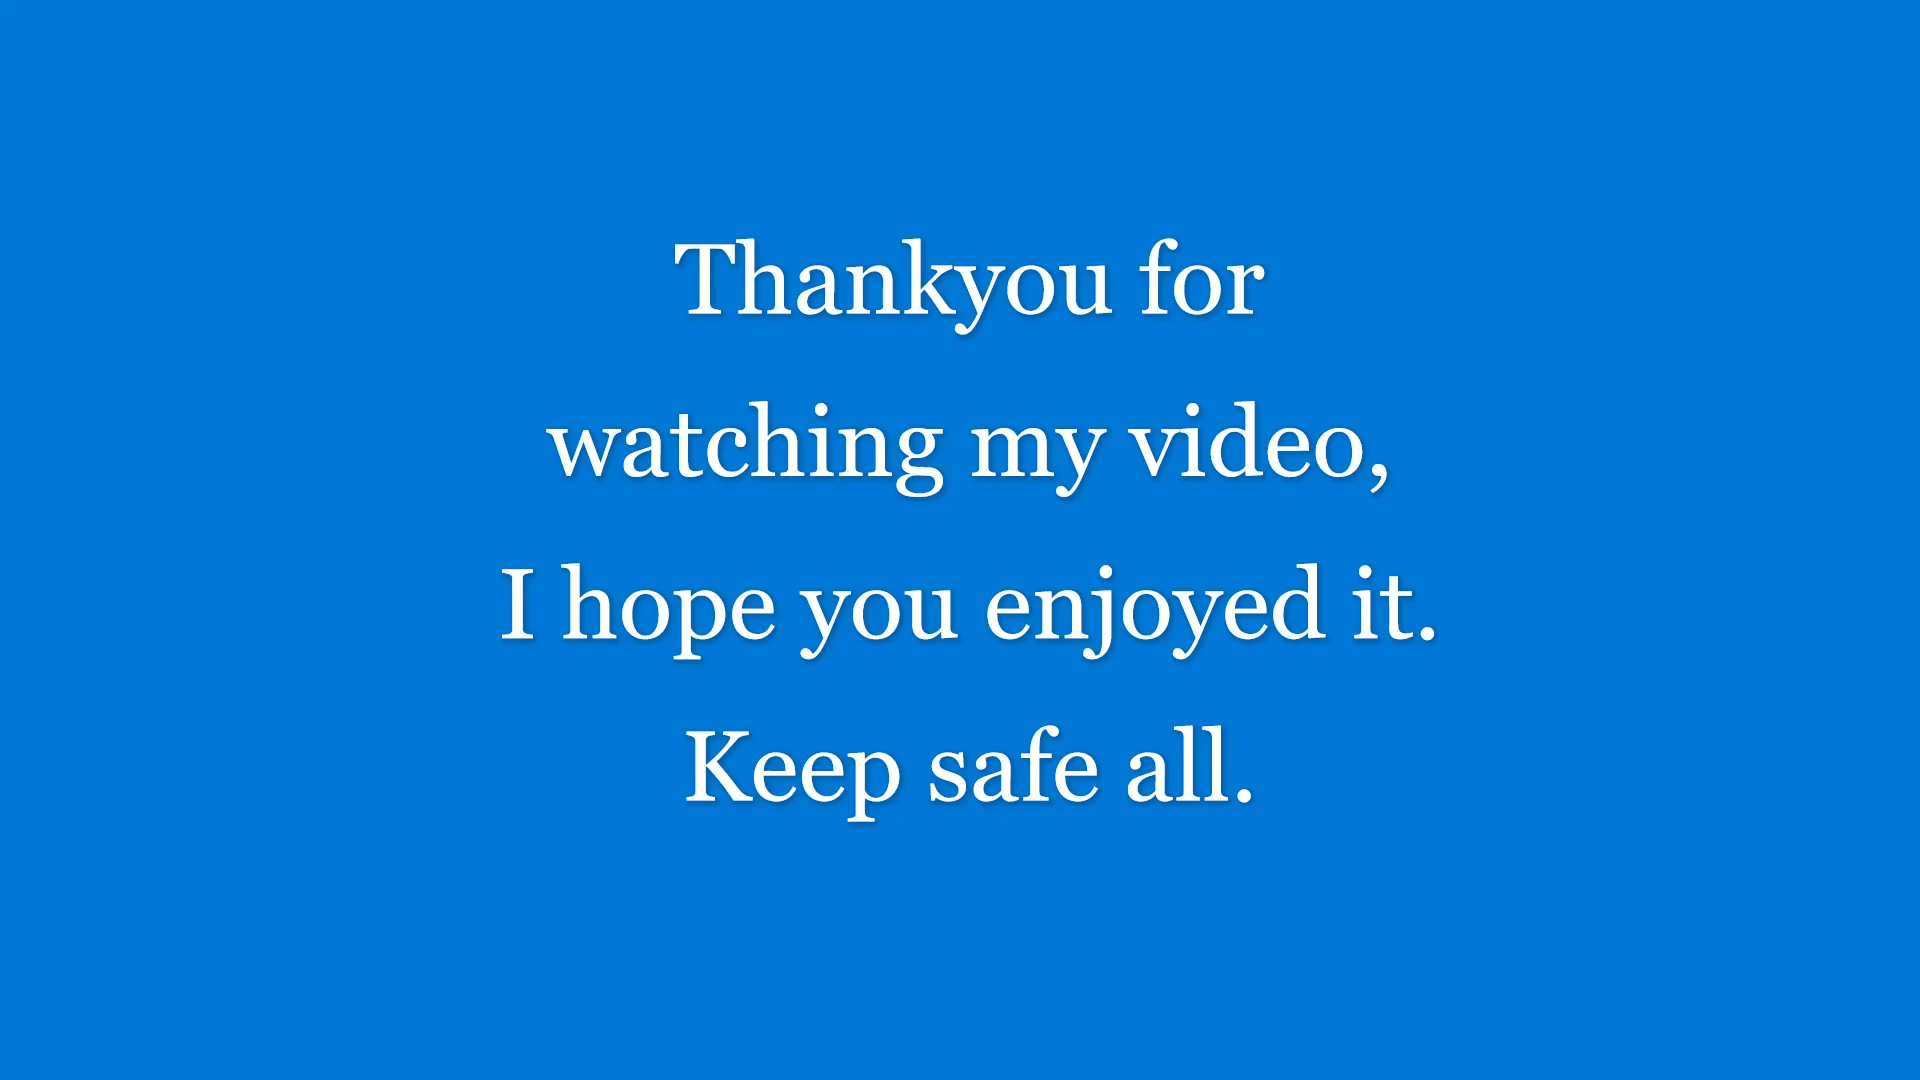 Thankyou for
watching my video,
I hope you enjoyed it.
Keep safe all.